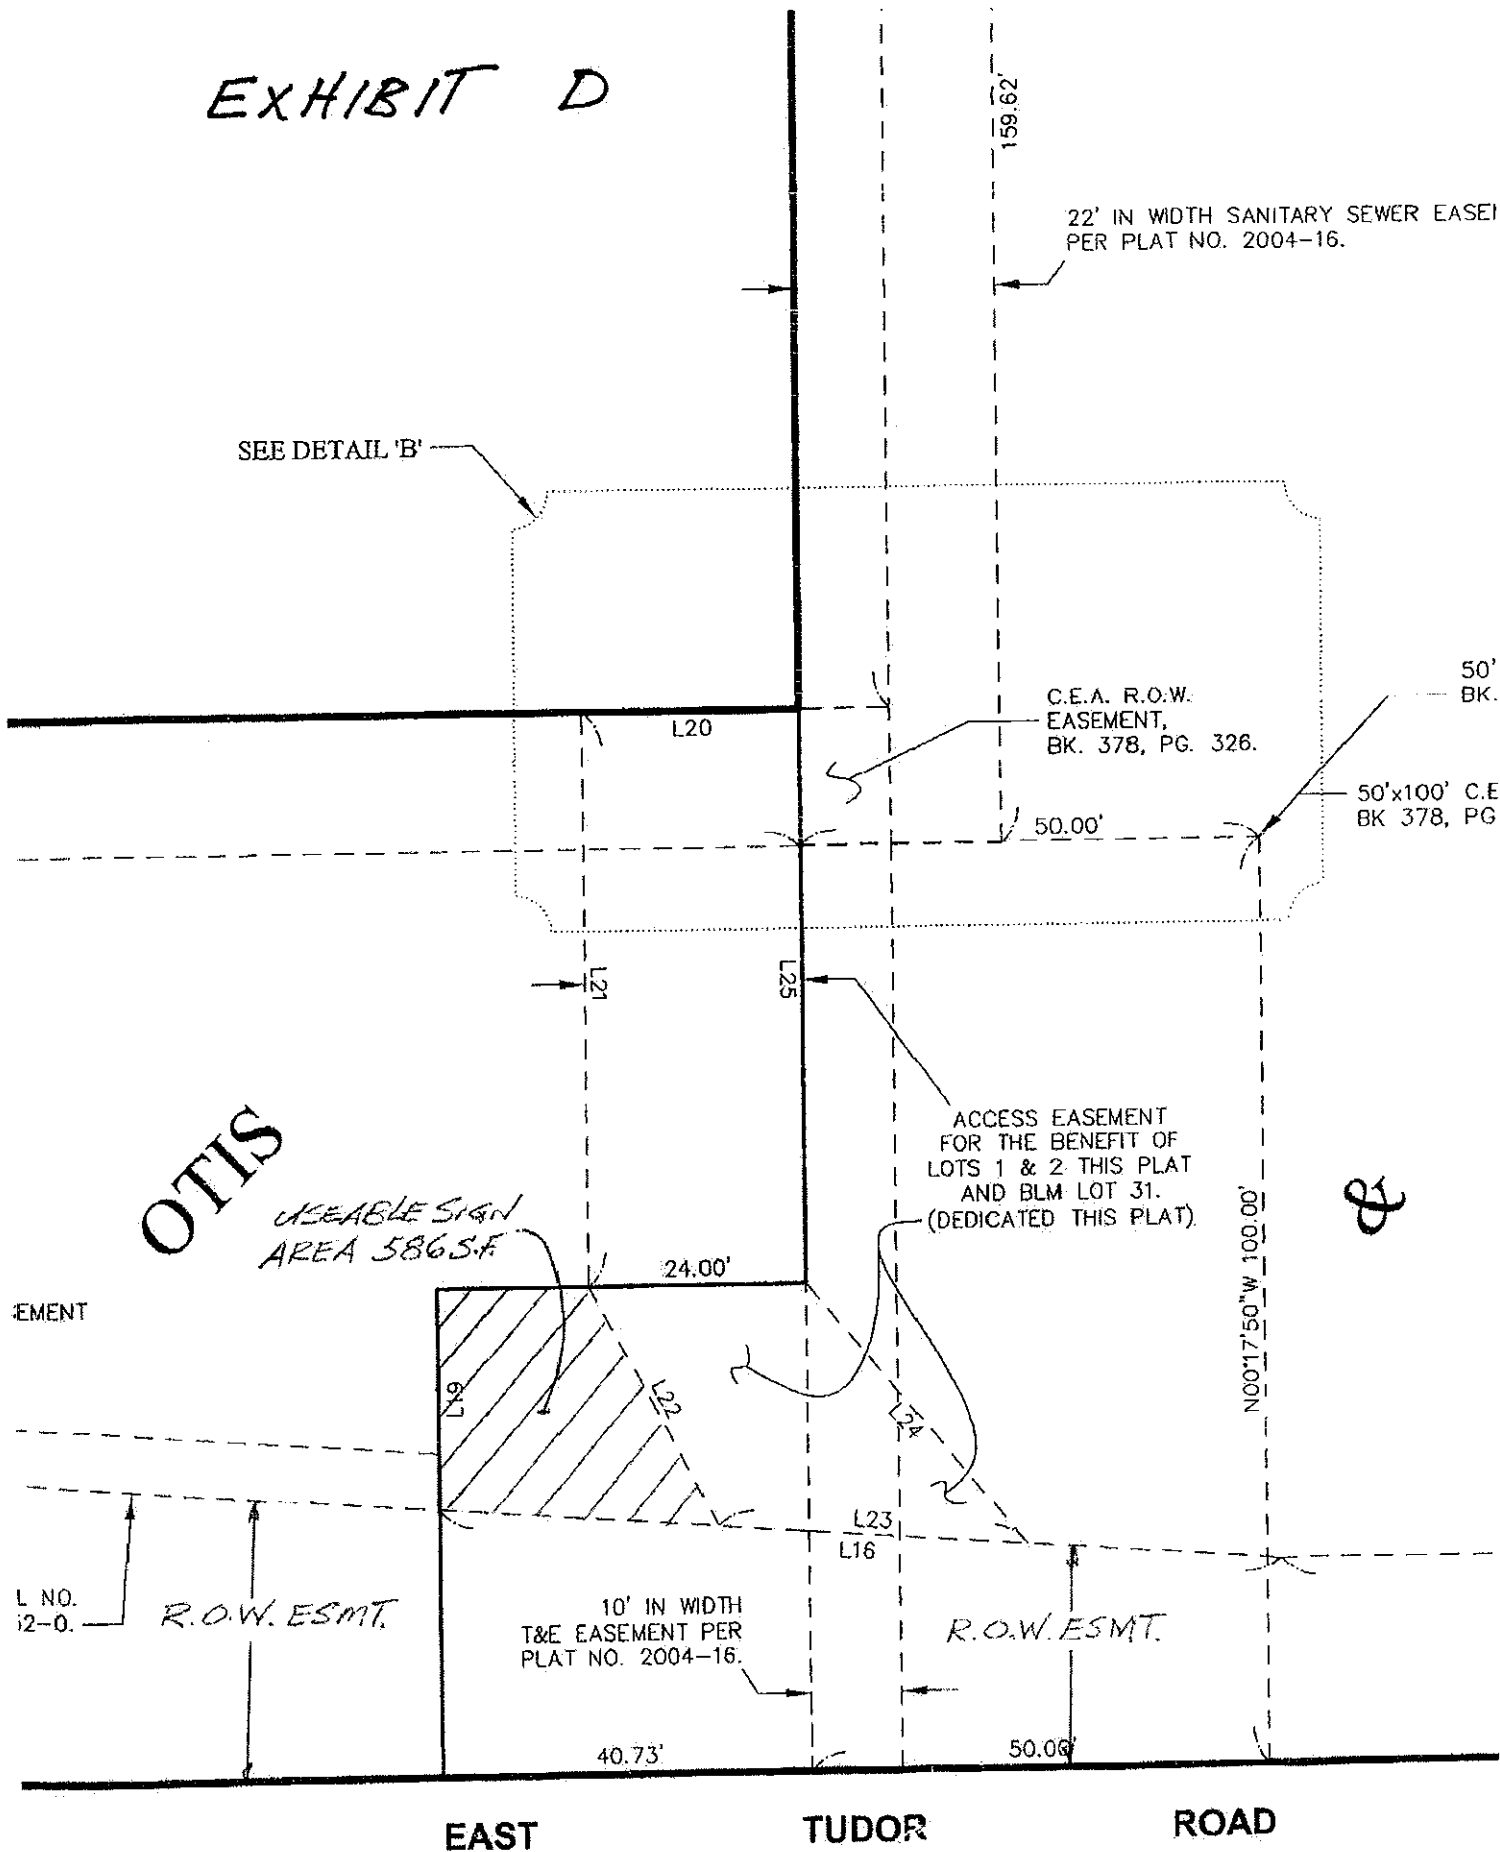 EXHIBIT D
159.62'
22' IN WIDTH SANITARY SEWER EASEM
PER PLAT NO. 2004-16.
SEE DETAIL 'B'
50'
BK.
C.E.A. R.O.W.
EASEMENT,
BK. 378, PG. 326.
L20
50'x100' C.E
BK 378, PG
50.00'
L21
L25
ACCESS EASEMENT
FOR THE BENEFIT OF
LOTS 1 & 2 THIS PLAT
AND BLM LOT 31.
(DEDICATED THIS PLAT)
OTIS
&
USEABLE SIGN
AREA 586 S.F.
24.00'
N00°17'50"W 100.00'
EMENT
L19
L22
L24
L23
L16
L NO.
52-0.
R.O.W. ESMT.
10' IN WIDTH
T&E EASEMENT PER
PLAT NO. 2004-16.
R.O.W. ESMT.
40.73'
50.00'
EAST TUDOR ROAD